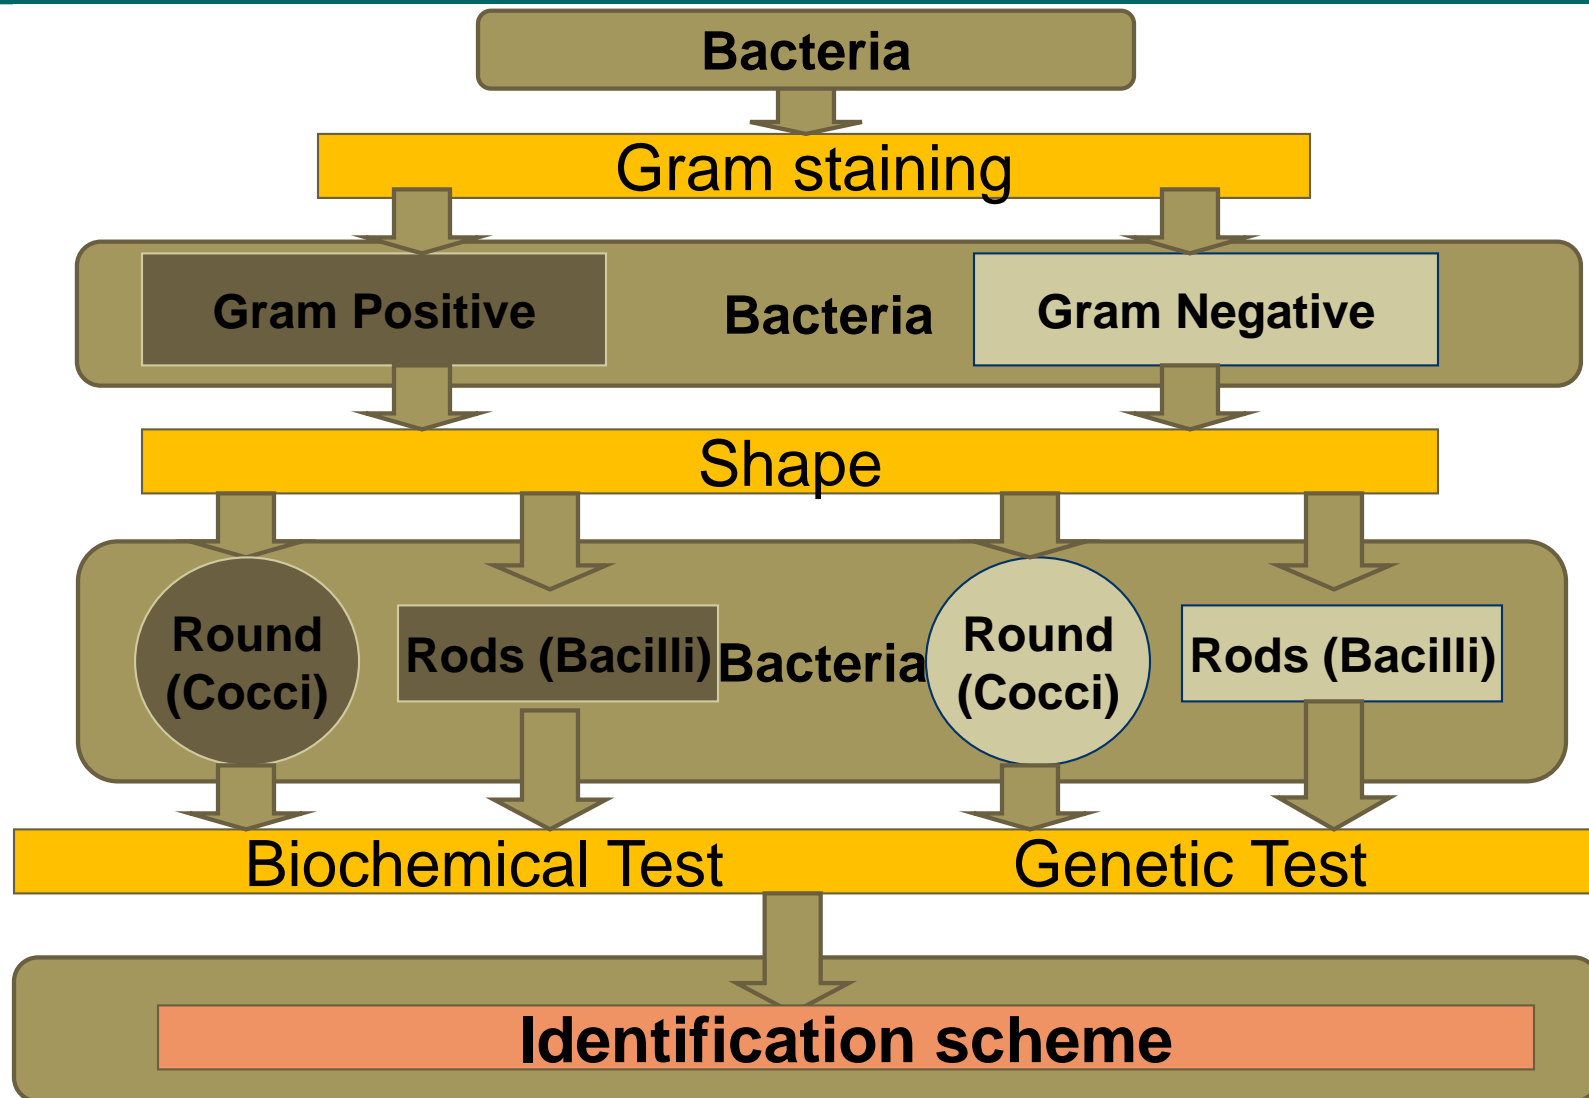 Bacteria
Gram staining
Gram Positive
Bacteria
Gram Negative
Shape
Round
(Cocci)
Rods (Bacilli)
Bacteria
Round
(Cocci)
Rods (Bacilli)
Biochemical Test
Genetic Test
Identification scheme